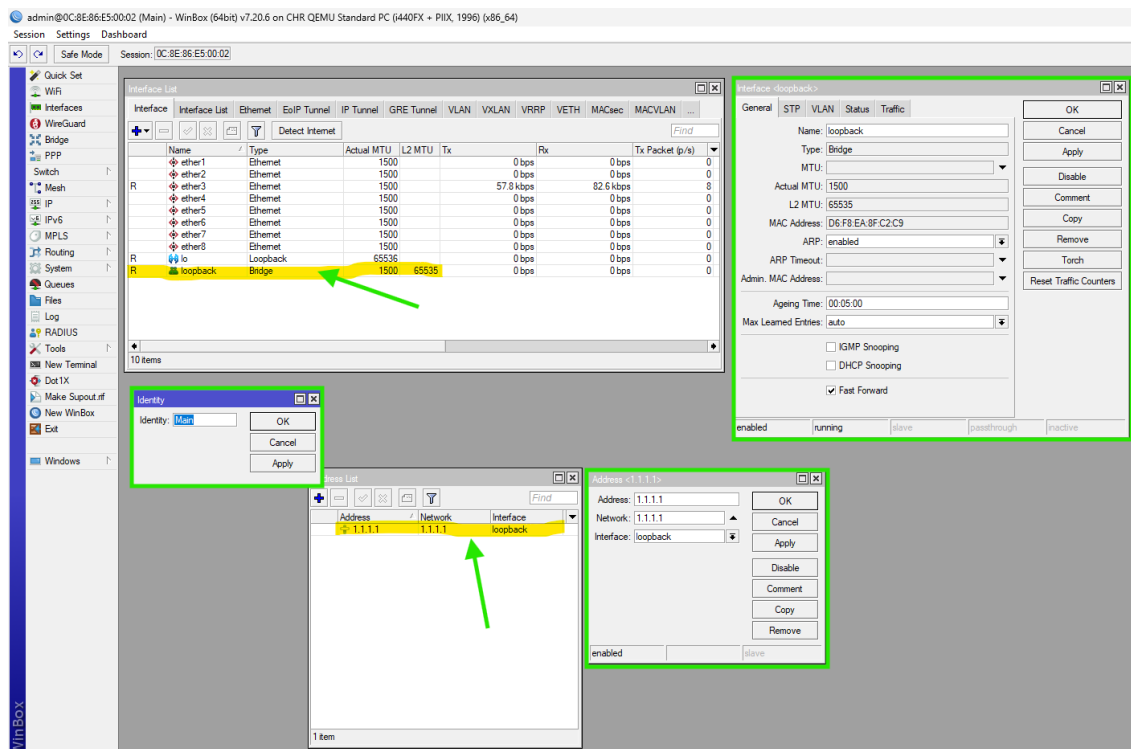 admin@0C:8E:86:E5:00:02 (Main) - WinBox (64bit) v7.20.6 on CHR QEMU Standard PC (i440FX + PIIX, 1996) (x86_64)
Session Settings Dashboard
Safe Mode Session: 0C:8E:86:E5:00:02
Quick Set
WiFi
Interfaces
WireGuard
Bridge
PPP
Switch
Mesh
IP
IPv6
MPLS
Routing
System
Queues
Files
Log
RADIUS
Tools
New Terminal
Dot1X
Make Supout.rif
New WinBox
Exit
Windows
WinBox
Interface List
Interface Interface List Ethernet EoIP Tunnel IP Tunnel GRE Tunnel VLAN VXLAN VRRP VETH MACsec MACVLAN ...
Detect Internet Find
Name Type Actual MTU L2 MTU Tx Rx Tx Packet (p/s)
ether1 Ethernet 1500 0 bps 0 bps 0
ether2 Ethernet 1500 0 bps 0 bps 0
R ether3 Ethernet 1500 57.8 kbps 82.6 kbps 8
ether4 Ethernet 1500 0 bps 0 bps 0
ether5 Ethernet 1500 0 bps 0 bps 0
ether6 Ethernet 1500 0 bps 0 bps 0
ether7 Ethernet 1500 0 bps 0 bps 0
ether8 Ethernet 1500 0 bps 0 bps 0
R lo Loopback 65536 0 bps 0 bps 0
R loopback Bridge 1500 65535 0 bps 0 bps 0
10 items
Interface <loopback>
General STP VLAN Status Traffic
Name: loopback
Type: Bridge
MTU:
Actual MTU: 1500
L2 MTU: 65535
MAC Address: D6:F8:EA:8F:C2:C9
ARP: enabled
ARP Timeout:
Admin. MAC Address:
Ageing Time: 00:05:00
Max Learned Entries: auto
IGMP Snooping
DHCP Snooping
Fast Forward
OK
Cancel
Apply
Disable
Comment
Copy
Remove
Torch
Reset Traffic Counters
enabled running slave passthrough inactive
Identity
Identity: Main
OK
Cancel
Apply
Address List
Find
Address Network Interface
1.1.1.1 1.1.1.1 loopback
1 item
Address <1.1.1.1>
Address: 1.1.1.1
Network: 1.1.1.1
Interface: loopback
OK
Cancel
Apply
Disable
Comment
Copy
Remove
enabled slave